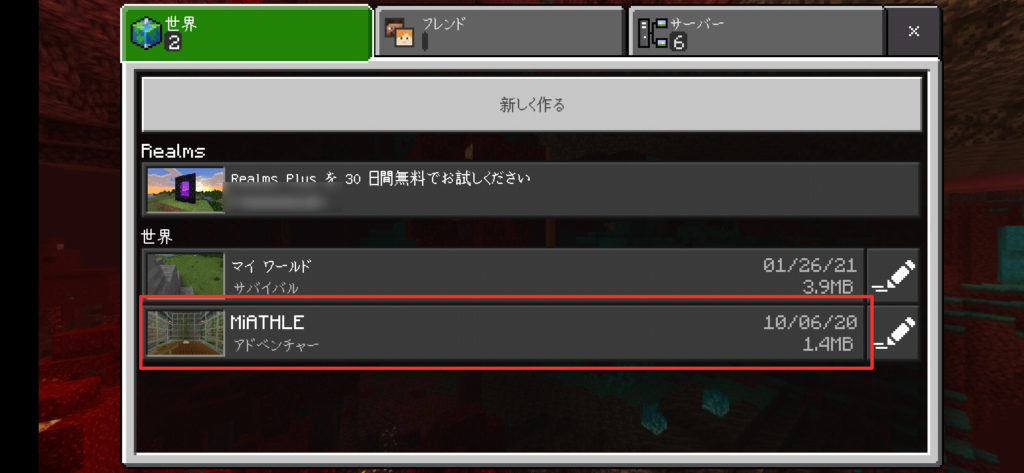 世界
2
フレンド
サーバー
6
×
新しく作る
Realms
Realms Plus を 30 日間無料でお試しください
世界
マイ ワールド
01/26/21
サバイバル
3.9MB
MiATHLE
10/06/20
アドベンチャー
1.4MB